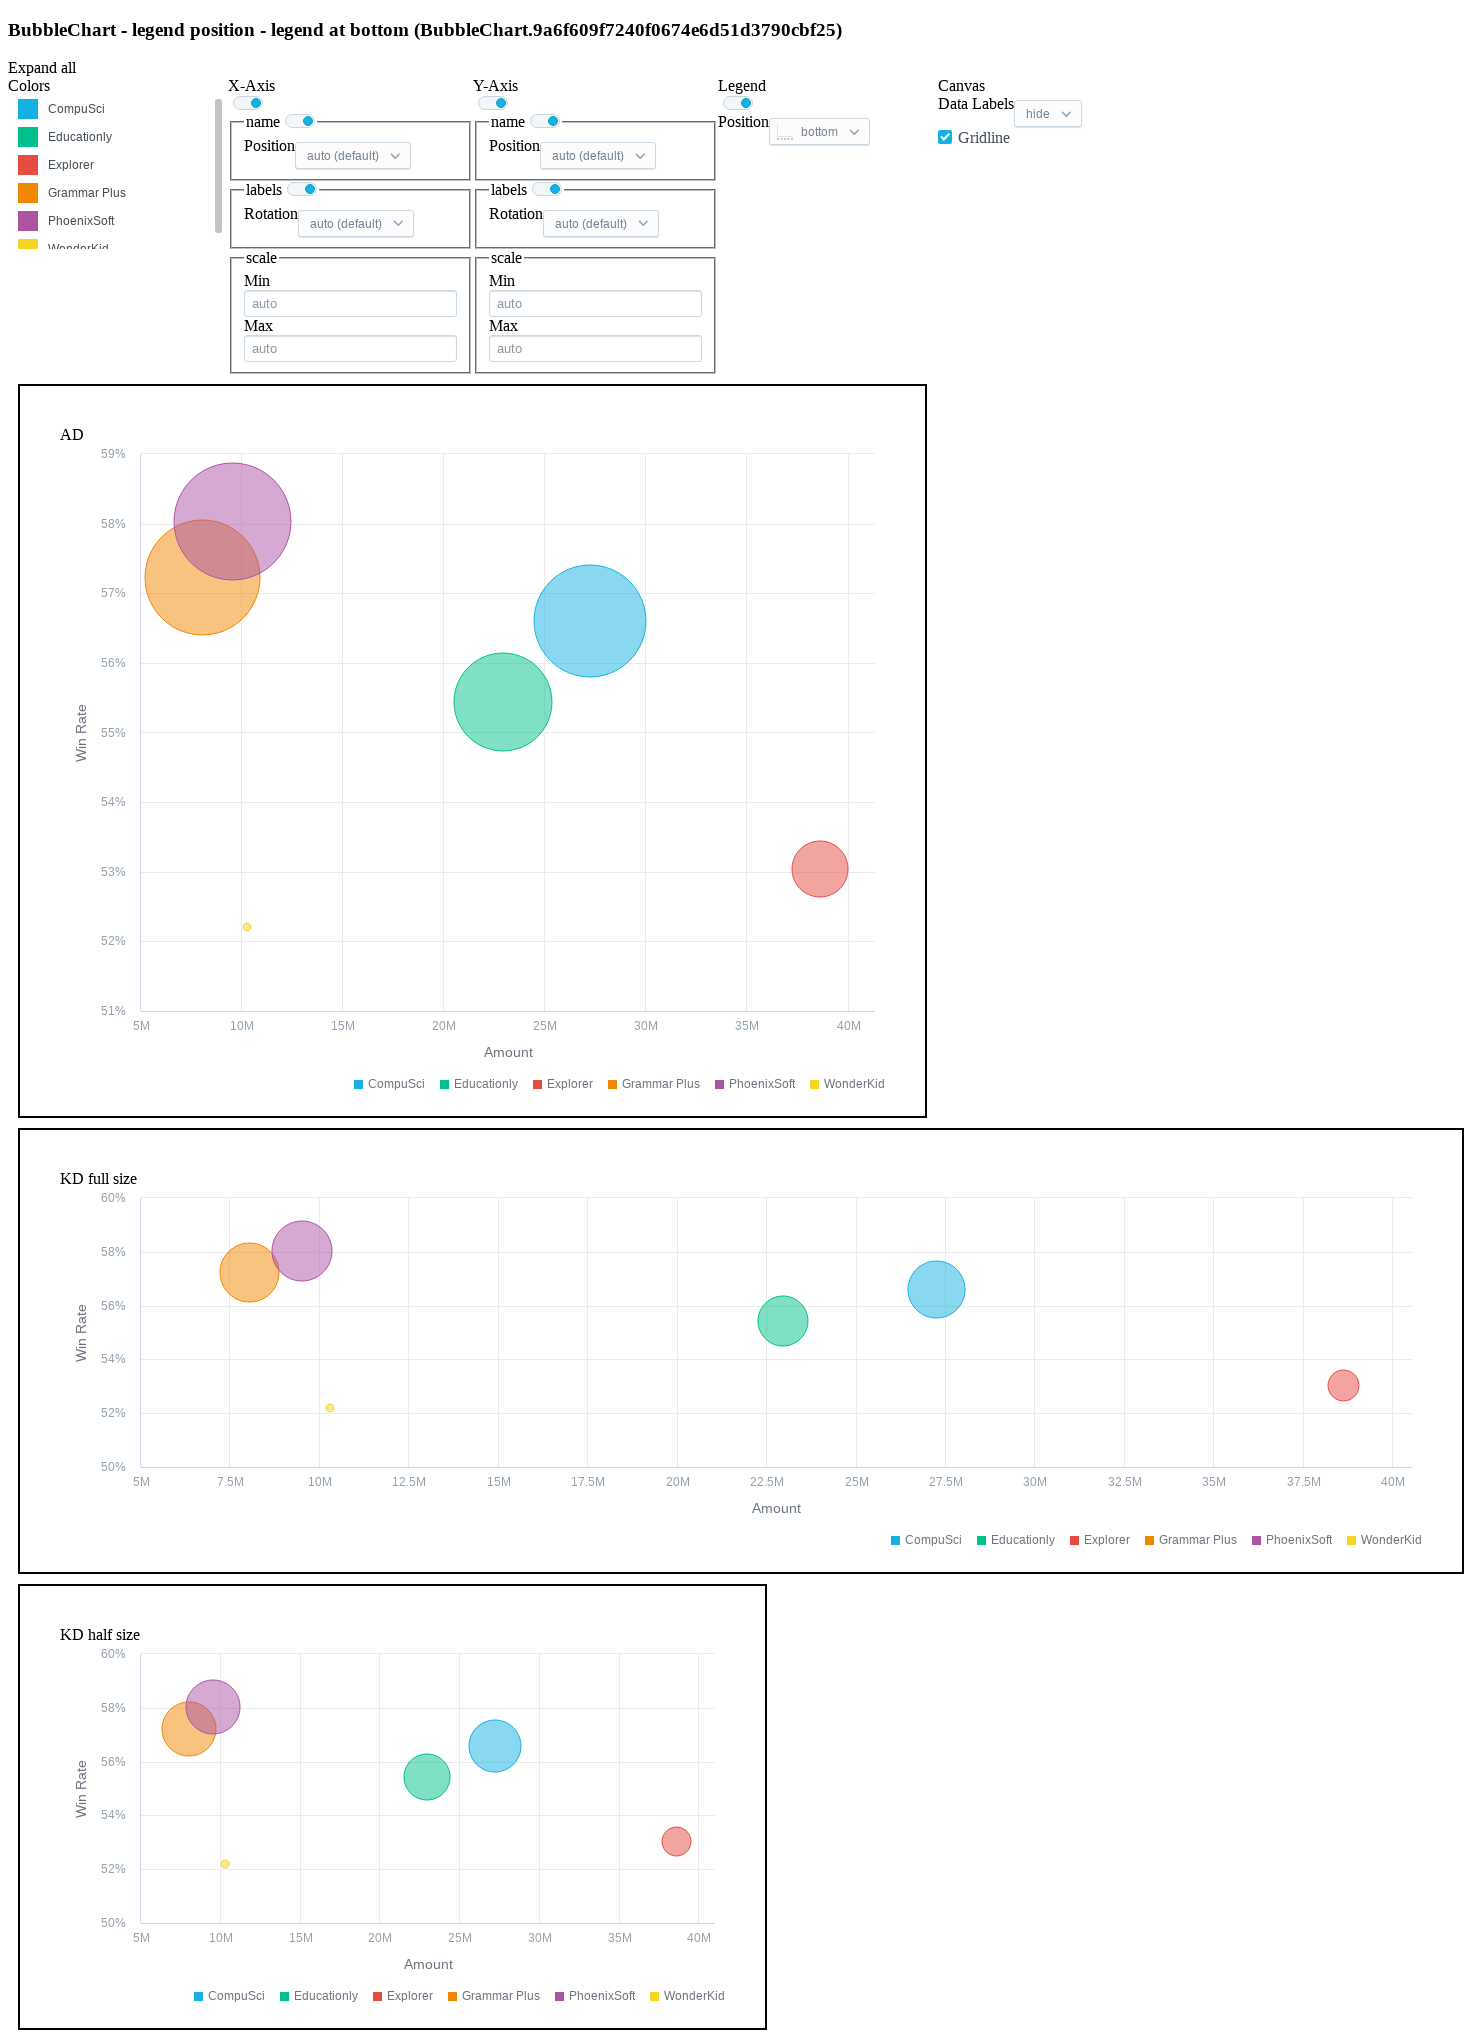 BubbleChart - legend position - legend at bottom (BubbleChart.9a6f609f7240f0674e6d51d3790cbf25)
Expand all
Colors
CompuSci
Educationly
Explorer
Grammar Plus
PhoenixSoft
WonderKid
X-Axis
name
Position auto (default)
labels
Rotation auto (default)
scale
Min
auto
Max
auto
Y-Axis
name
Position auto (default)
labels
Rotation auto (default)
scale
Min
auto
Max
auto
Legend
Position bottom
Canvas
Data Labels hide
Gridline
AD
59%
58%
57%
56%
55%
54%
53%
52%
51%
Win Rate
5M 10M 15M 20M 25M 30M 35M 40M
Amount
CompuSci Educationly Explorer Grammar Plus PhoenixSoft WonderKid
KD full size
60%
58%
56%
54%
52%
50%
Win Rate
5M 7.5M 10M 12.5M 15M 17.5M 20M 22.5M 25M 27.5M 30M 32.5M 35M 37.5M 40M
Amount
CompuSci Educationly Explorer Grammar Plus PhoenixSoft WonderKid
KD half size
60%
58%
56%
54%
52%
50%
Win Rate
5M 10M 15M 20M 25M 30M 35M 40M
Amount
CompuSci Educationly Explorer Grammar Plus PhoenixSoft WonderKid